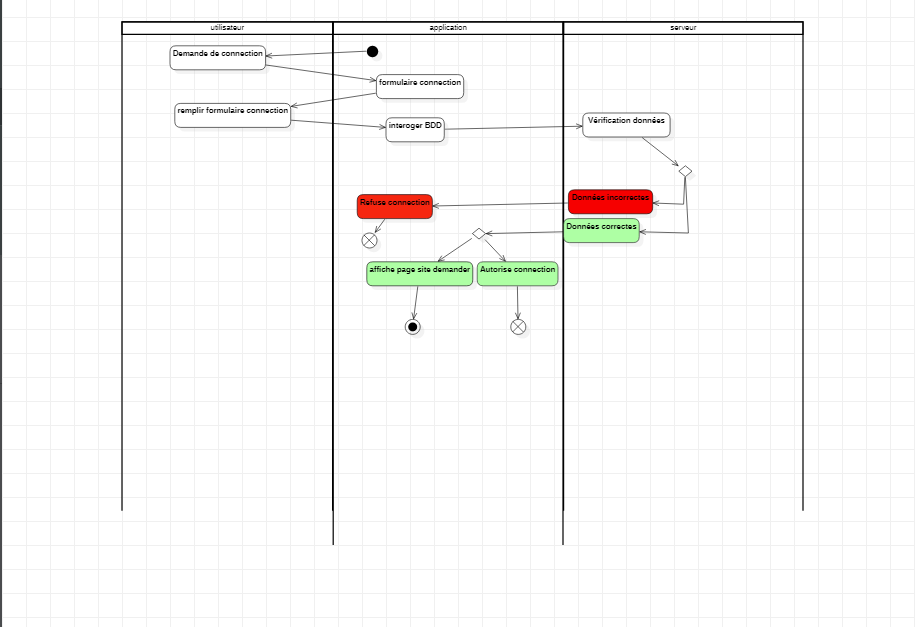 utilisateur
application
serveur
Demande de connection
formulaire connection
remplir formulaire connection
interoger BDD
Vérification données
Données incorrectes
Refuse connection
Données correctes
affiche page site demander
Autorise connection